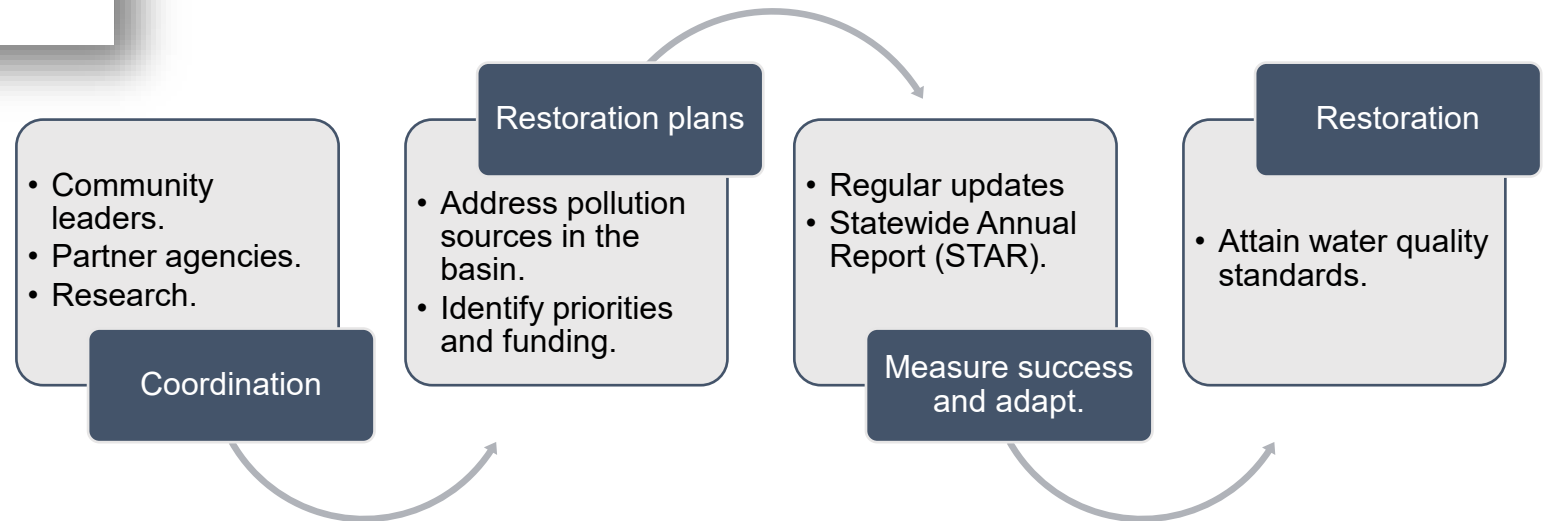 • Community
leaders.
• Partner agencies.
• Research.
Coordination
Restoration plans
• Address pollution
sources in the
basin.
• Identify priorities
and funding.
• Regular updates
• Statewide Annual
Report (STAR).
Measure success
and adapt.
Restoration
• Attain water quality
standards.